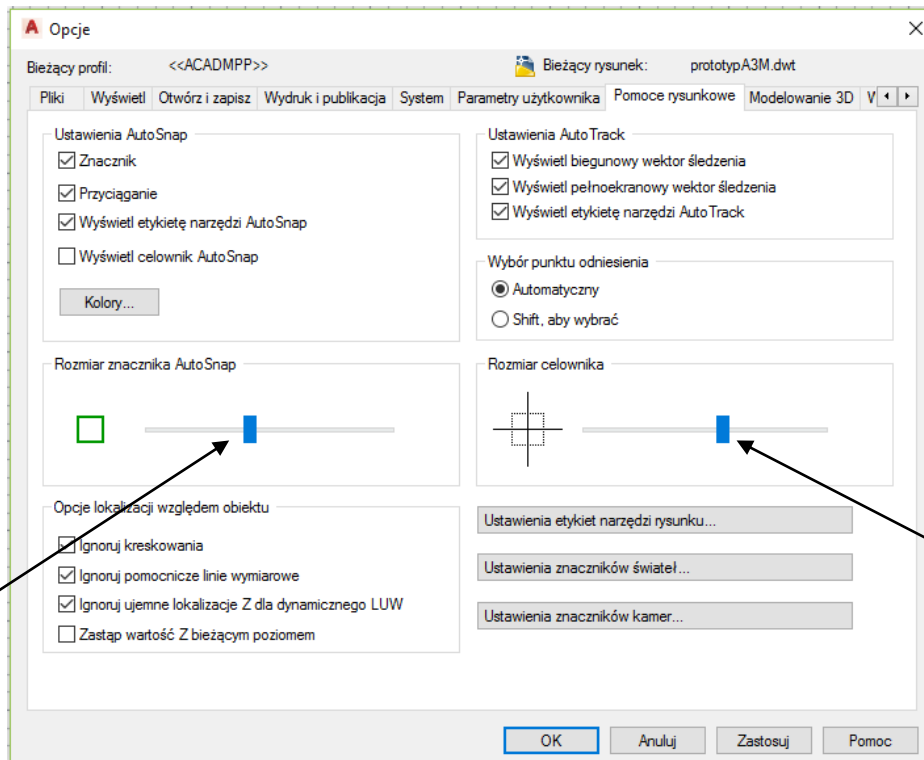 Opcje
Bieżący profil: <<ACADMPP>> Bieżący rysunek: prototypA3M.dwt
Pliki Wyświetl Otwórz i zapisz Wydruk i publikacja System Parametry użytkownika Pomoce rysunkowe Modelowanie 3D
Ustawienia AutoSnap
Znacznik
Przyciąganie
Wyświetl etykietę narzędzi AutoSnap
Wyświetl celownik AutoSnap
Kolory...
Ustawienia AutoTrack
Wyświetl biegunowy wektor śledzenia
Wyświetl pełnoekranowy wektor śledzenia
Wyświetl etykietę narzędzi AutoTrack
Wybór punktu odniesienia
Automatyczny
Shift, aby wybrać
Rozmiar znacznika AutoSnap
Rozmiar celownika
Opcje lokalizacji względem obiektu
Ignoruj kreskowania
Ignoruj pomocnicze linie wymiarowe
Ignoruj ujemne lokalizacje Z dla dynamicznego LUW
Zastąp wartość Z bieżącym poziomem
Ustawienia etykiet narzędzi rysunku...
Ustawienia znaczników świateł...
Ustawienia znaczników kamer...
OK Anuluj Zastosuj Pomoc